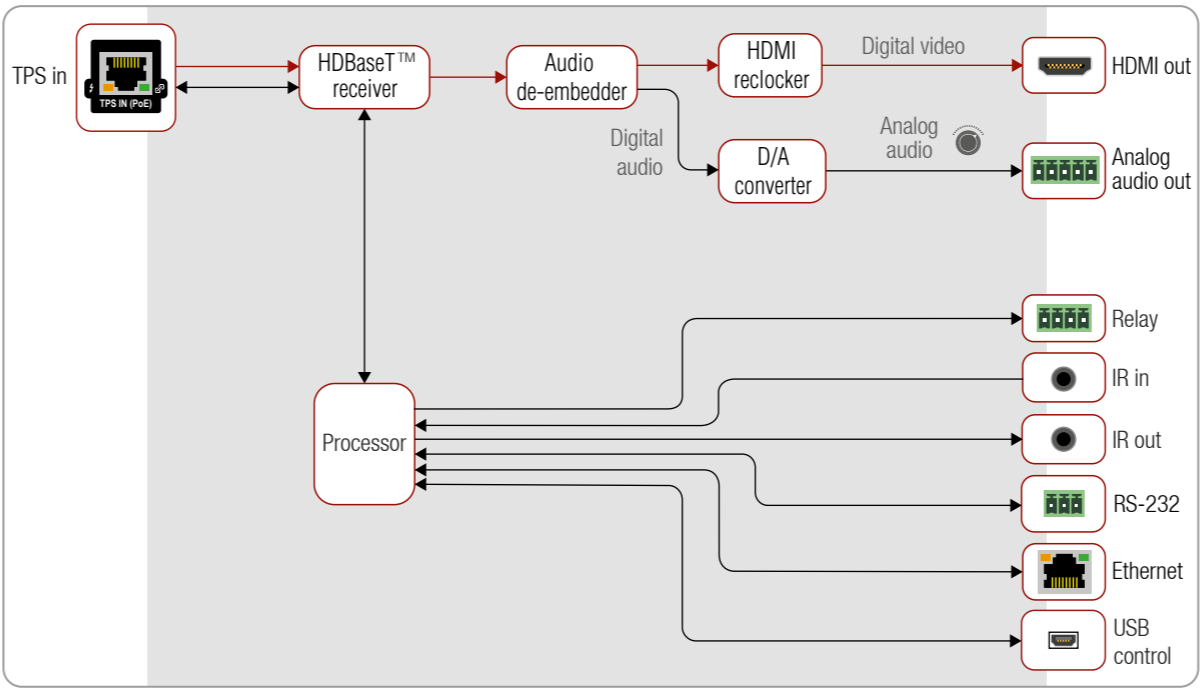 TPS in
TPS IN (PoE)
HDBaseT™
receiver
Audio
de-embedder
HDMI
reclocker
Digital video
HDMI out
Digital
audio
D/A
converter
Analog
audio
Analog
audio out
Relay
IR in
Processor
IR out
RS-232
Ethernet
USB
control